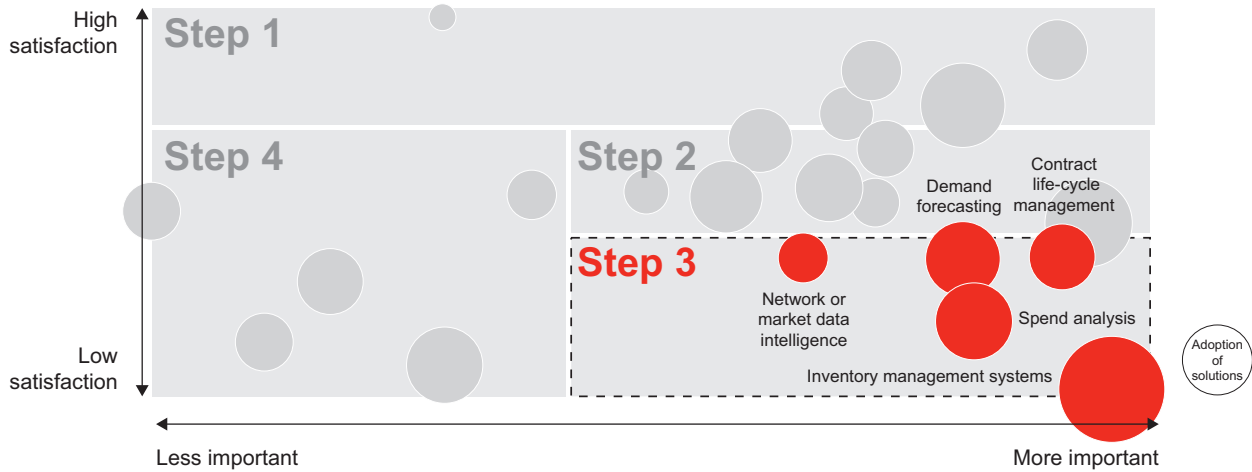 High
satisfaction
Step 1
Step 4
Step 2
Contract
life-cycle
management
Demand
forecasting
Step 3
Network or
market data
intelligence
Spend analysis
Low
satisfaction
Inventory management systems
Adoption
of
solutions
Less important
More important